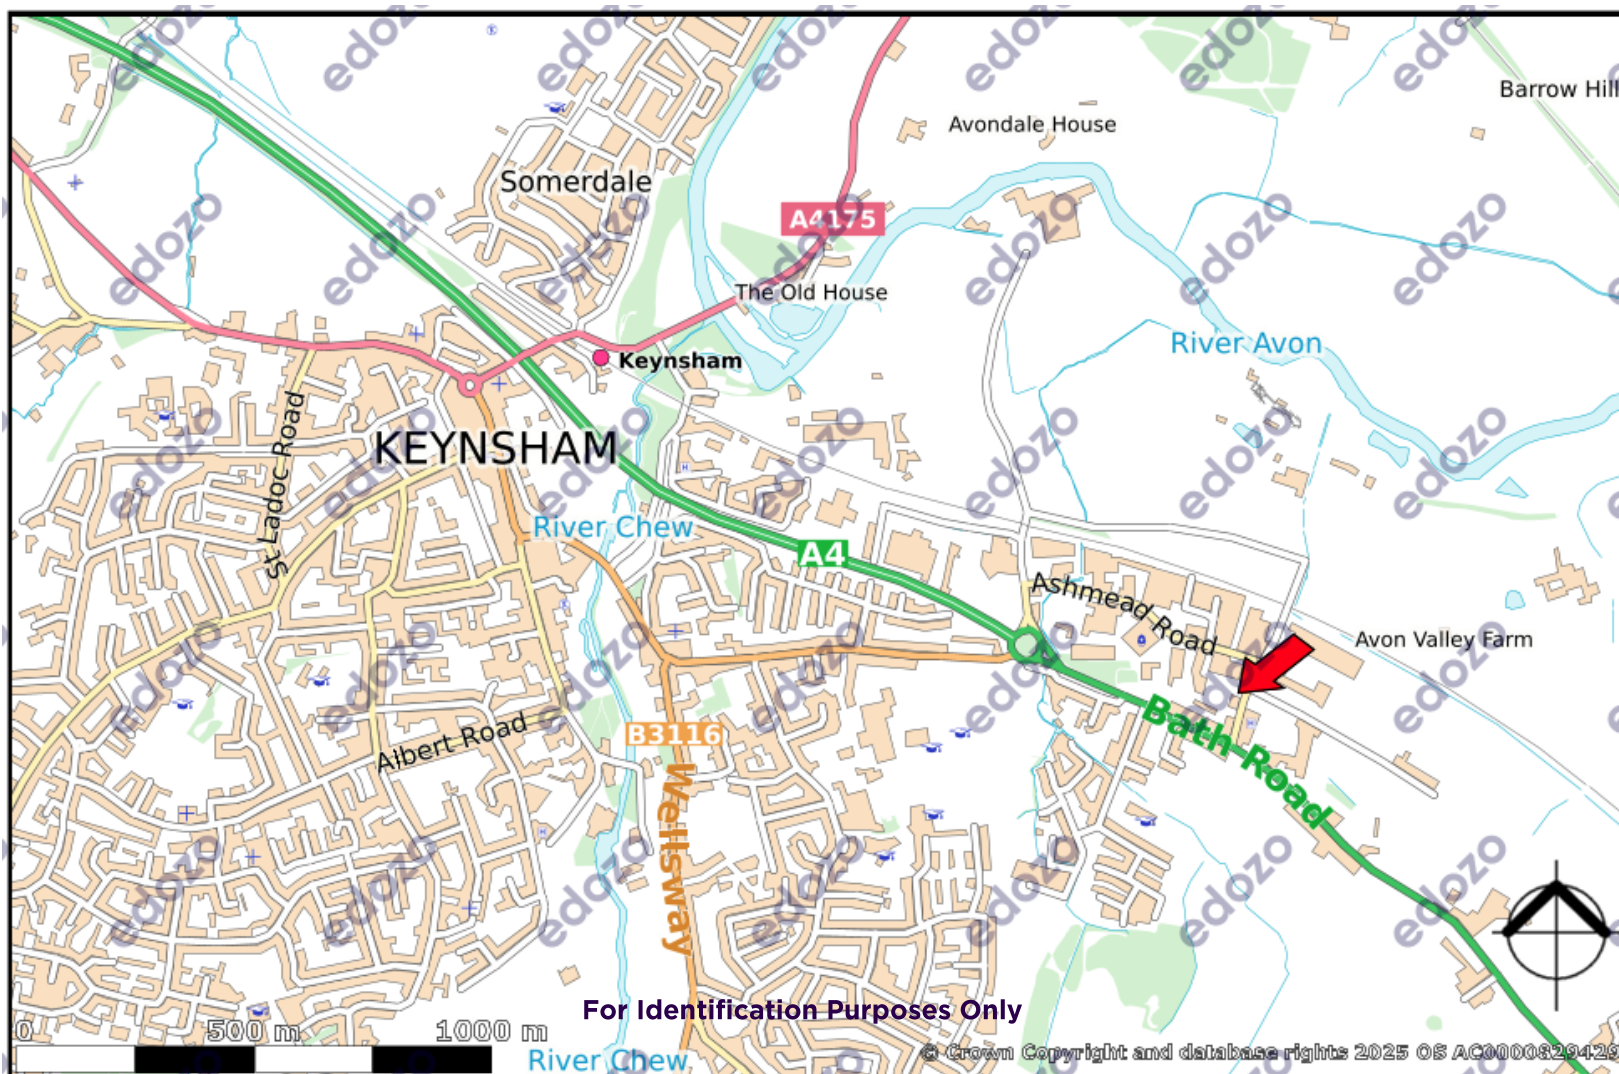 Barrow Hill
Avondale House
Somerdale
A4175
The Old House
River Avon
Keynsham
St Ladoc Road
KEYNSHAM
River Chew
A4
Ashmead Road
Avon Valley Farm
Albert Road
B3116
Bath Road
Wellsway
For Identification Purposes Only
0 500 m 1000 m
River Chew
© Crown Copyright and database rights 2025 OS AC0000829429
edozo